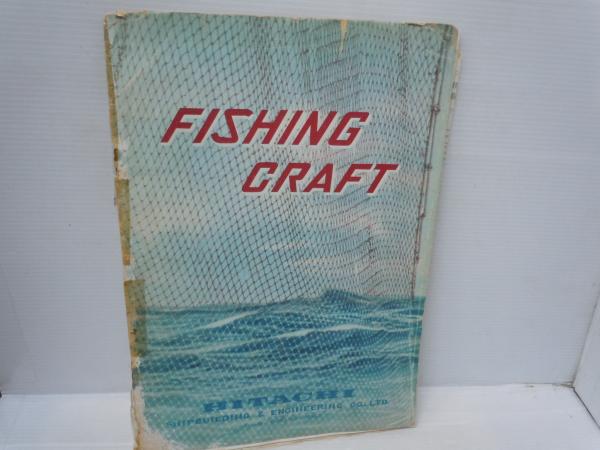 FISHING
CRAFT
HITACHI
SHIPBUILDING & ENGINEERING CO., LTD.